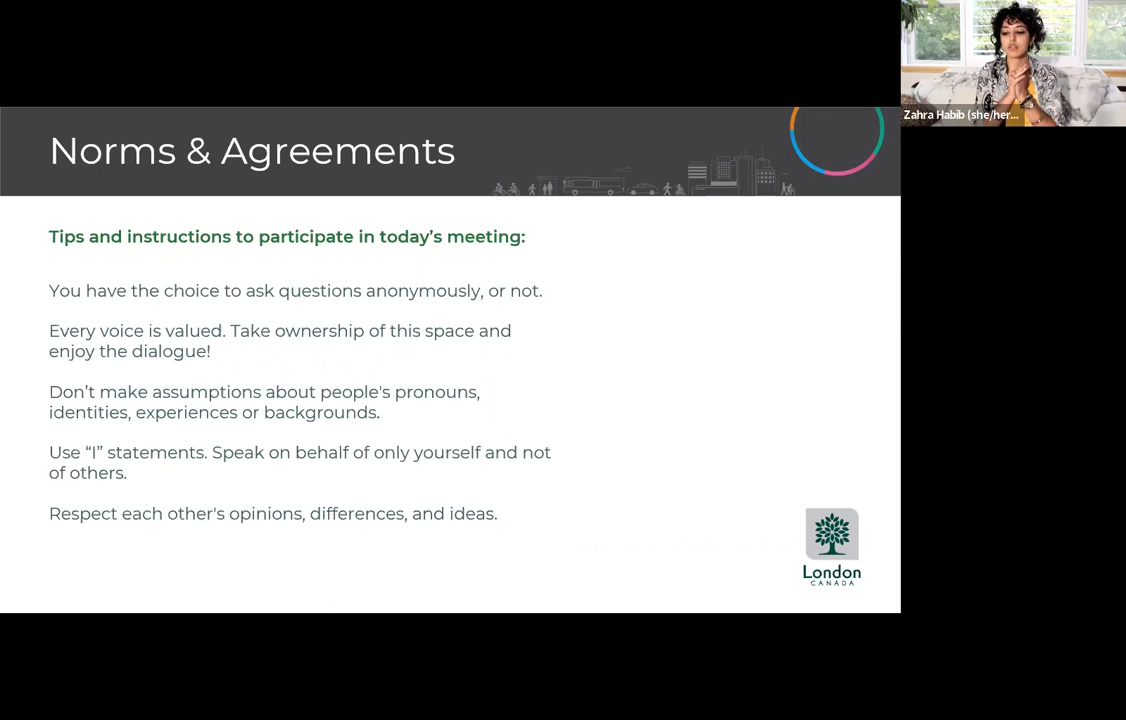 Zahra Habib (she/her...
Norms & Agreements
Tips and instructions to participate in today’s meeting:
You have the choice to ask questions anonymously, or not.
Every voice is valued. Take ownership of this space and
enjoy the dialogue!
Don’t make assumptions about people's pronouns,
identities, experiences or backgrounds.
Use “I” statements. Speak on behalf of only yourself and not
of others.
Respect each other's opinions, differences, and ideas.
London
CANADA